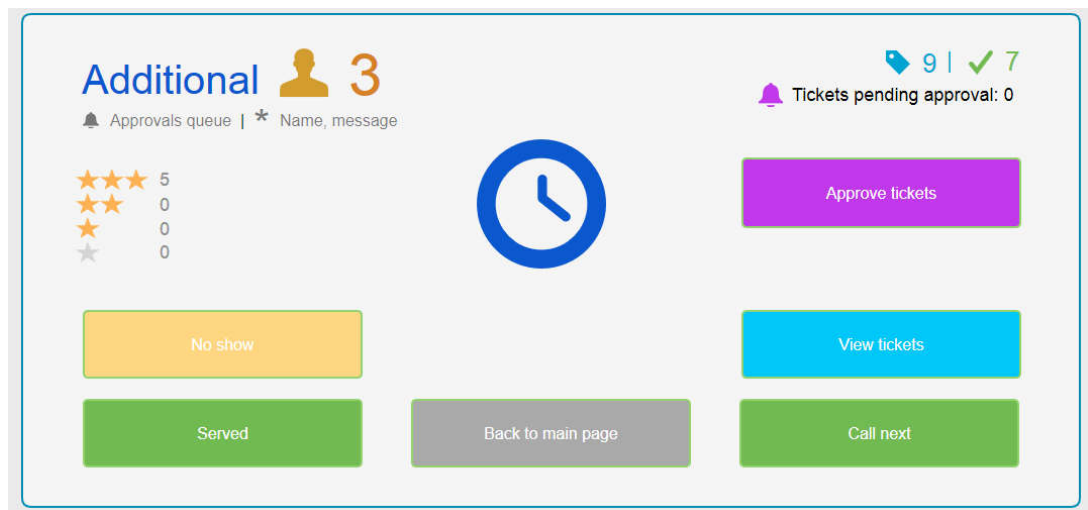 Additional 3
9 | 7
Tickets pending approval: 0
Approvals queue | * Name, message
5
0
0
0
Approve tickets
No show
View tickets
Served
Back to main page
Call next